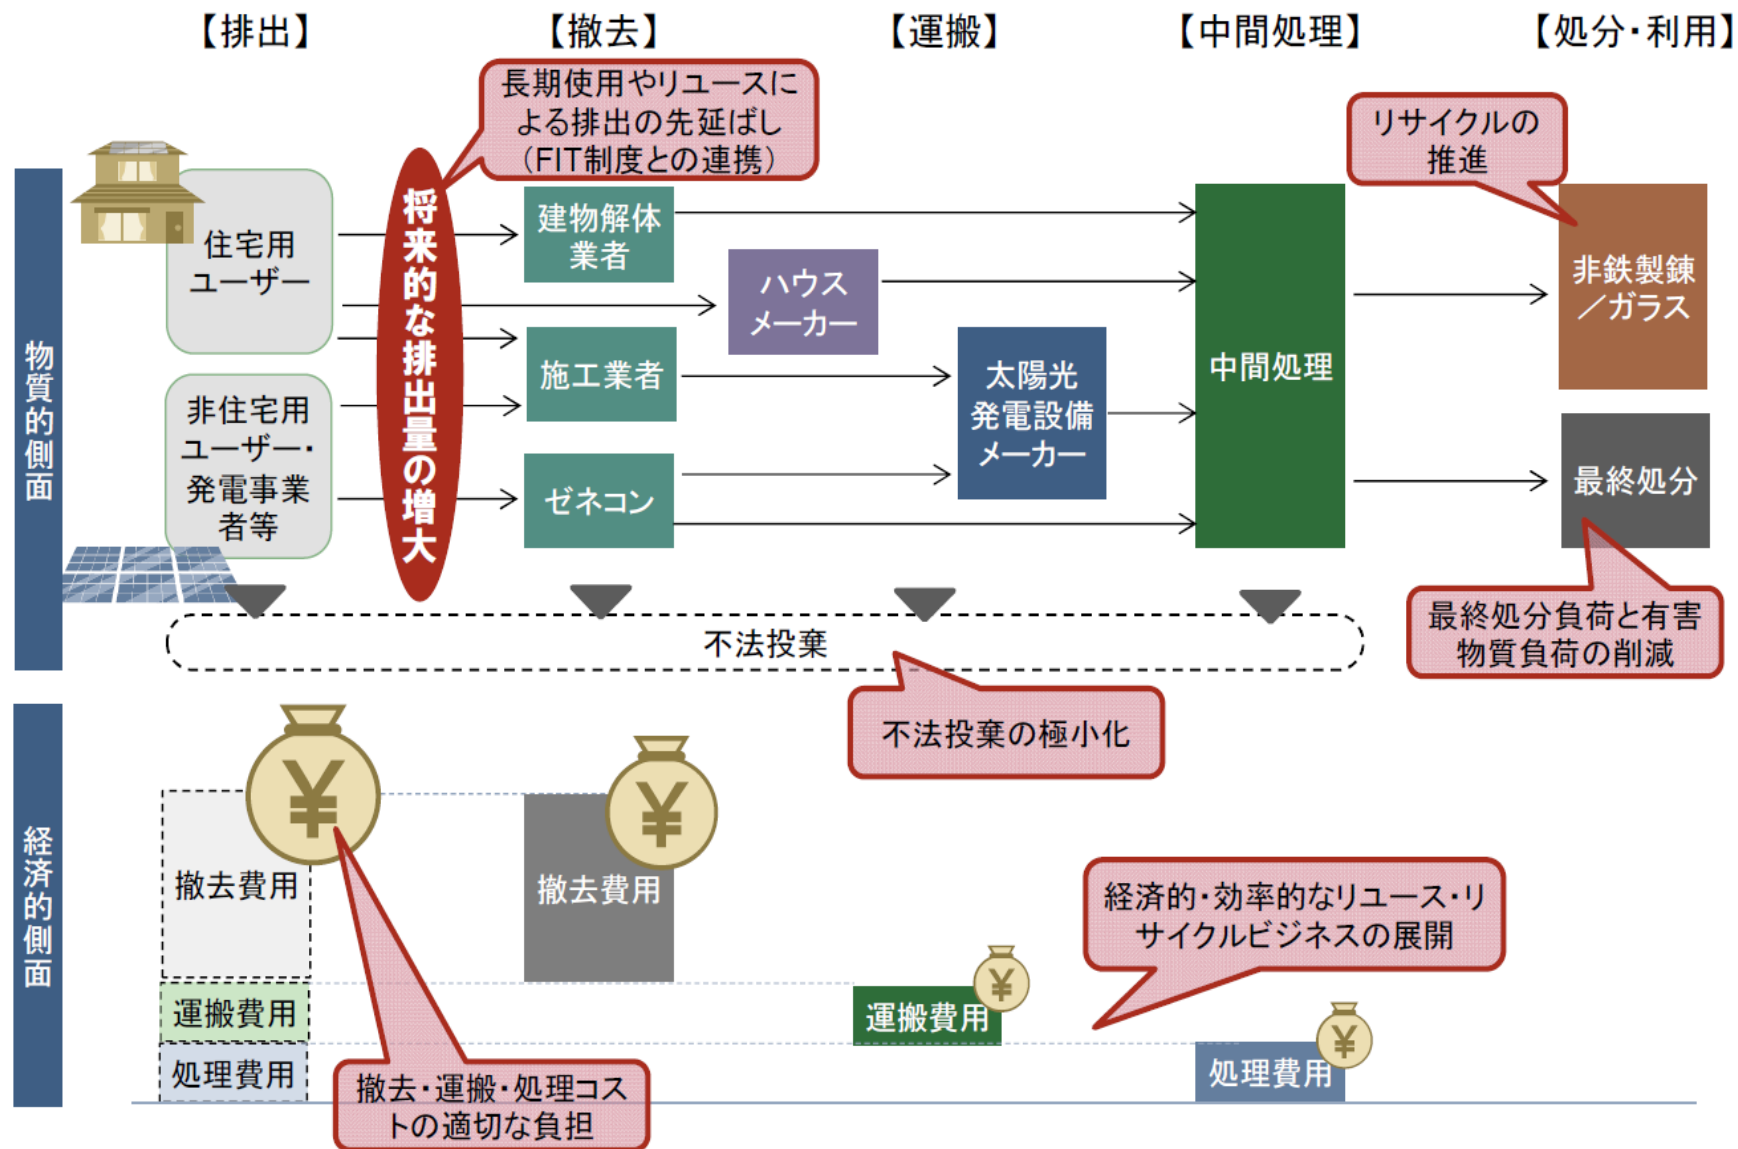 【排出】
【撤去】
【運搬】
【中間処理】
【処分・利用】
長期使用やリユースに
よる排出の先延ばし
（FIT制度との連携）
リサイクルの
推進
物質的側面
住宅用
ユーザー
非住宅用
ユーザー・
発電事業
者等
将来的な排出量の増大
建物解体
業者
施工業者
ゼネコン
ハウス
メーカー
太陽光
発電設備
メーカー
中間処理
非鉄製錬
／ガラス
最終処分
最終処分負荷と有害
物質負荷の削減
不法投棄
不法投棄の極小化
経済的側面
¥
¥
撤去費用
撤去費用
経済的・効率的なリユース・リ
サイクルビジネスの展開
運搬費用
運搬費用
¥
処理費用
処理費用
¥
撤去・運搬・処理コス
トの適切な負担